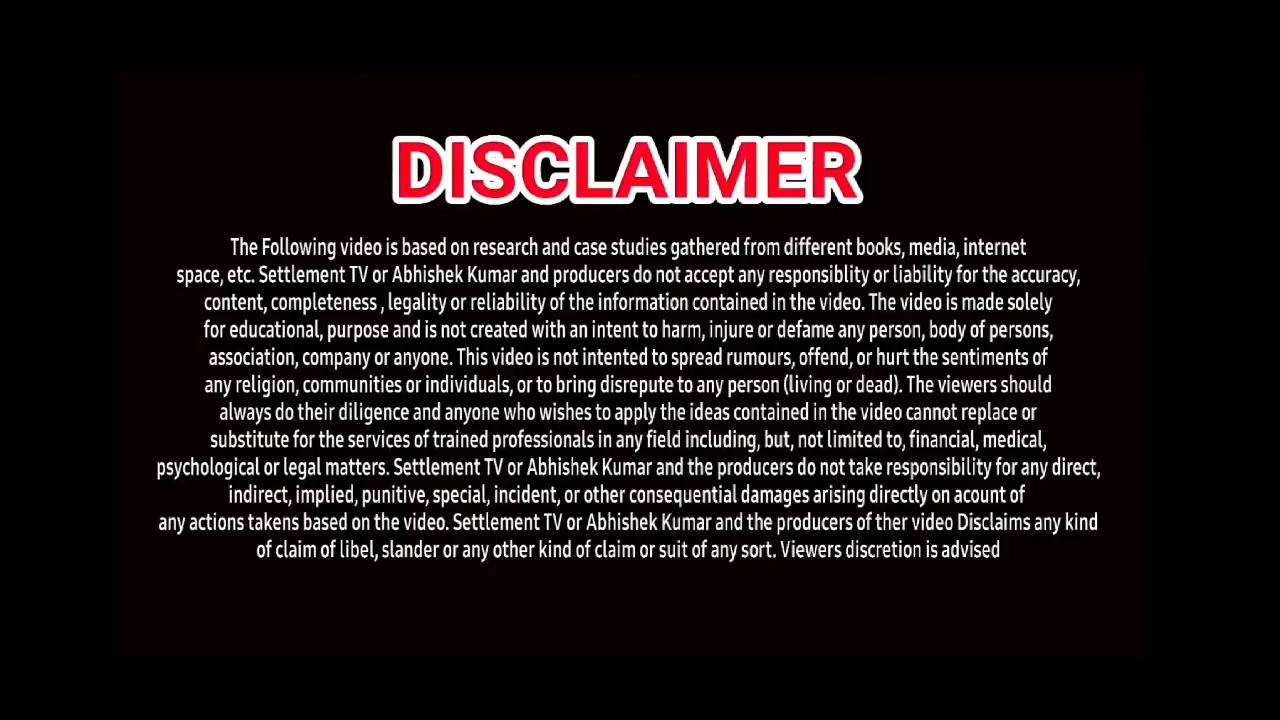 DISCLAIMER
The Following video is based on research and case studies gathered from different books, media, internet
space, etc. Settlement TV or Abhishek Kumar and producers do not accept any responsiblity or liability for the accuracy,
content, completeness , legality or reliability of the information contained in the video. The video is made solely
for educational, purpose and is not created with an intent to harm, injure or defame any person, body of persons,
association, company or anyone. This video is not intented to spread rumours, offend, or hurt the sentiments of
any religion, communities or individuals, or to bring disrepute to any person (living or dead). The viewers should
always do their diligence and anyone who wishes to apply the ideas contained in the video cannot replace or
substitute for the services of trained professionals in any field including, but, not limited to, financial, medical,
psychological or legal matters. Settlement TV or Abhishek Kumar and the producers do not take responsibility for any direct,
indirect, implied, punitive, special, incident, or other consequential damages arising directly on acount of
any actions takens based on the video. Settlement TV or Abhishek Kumar and the producers of ther video Disclaims any kind
of claim of libel, slander or any other kind of claim or suit of any sort. Viewers discretion is advised